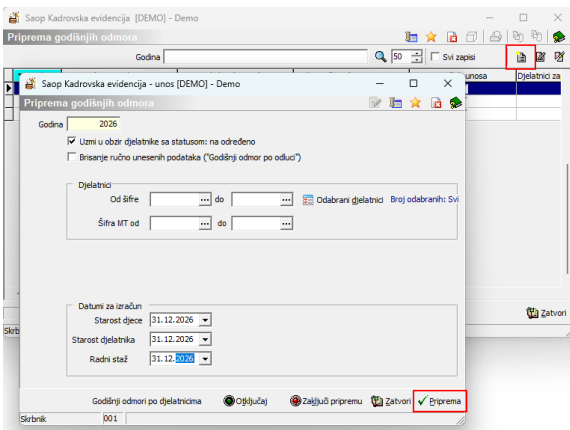 Saop Kadrovska evidencija [DEMO] - Demo
Priprema godišnjih odmora
Godina
50
Svi zapisi
unosa
Djelatnici za
Saop Kadrovska evidencija - unos [DEMO] - Demo
Priprema godišnjih odmora
Godina 2026
Uzmi u obzir djelatnike sa statusom: na određeno
Brisanje ručno unesenih podataka ("Godišnji odmor po odluci")
Djelatnici
Od šifre ... do ... Odabrani djelatnici Broj odabranih: Svi
Šifra MT od ... do ...
Datumi za izračun
Starost djece 31.12.2026
Starost djelatnika 31.12.2026
Radni staž 31.12.2026
Zatvori
Skrb
Godišnji odmori po djelatnicima Otključaj Zaključi pripremu Zatvori Priprema
Skrbnik 001